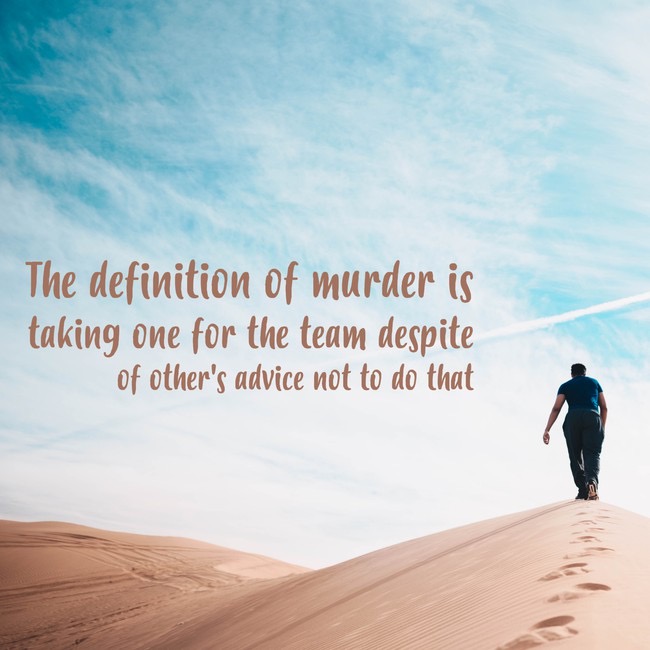 The definition of murder is
taking one for the team despite
of other's advice not to do that